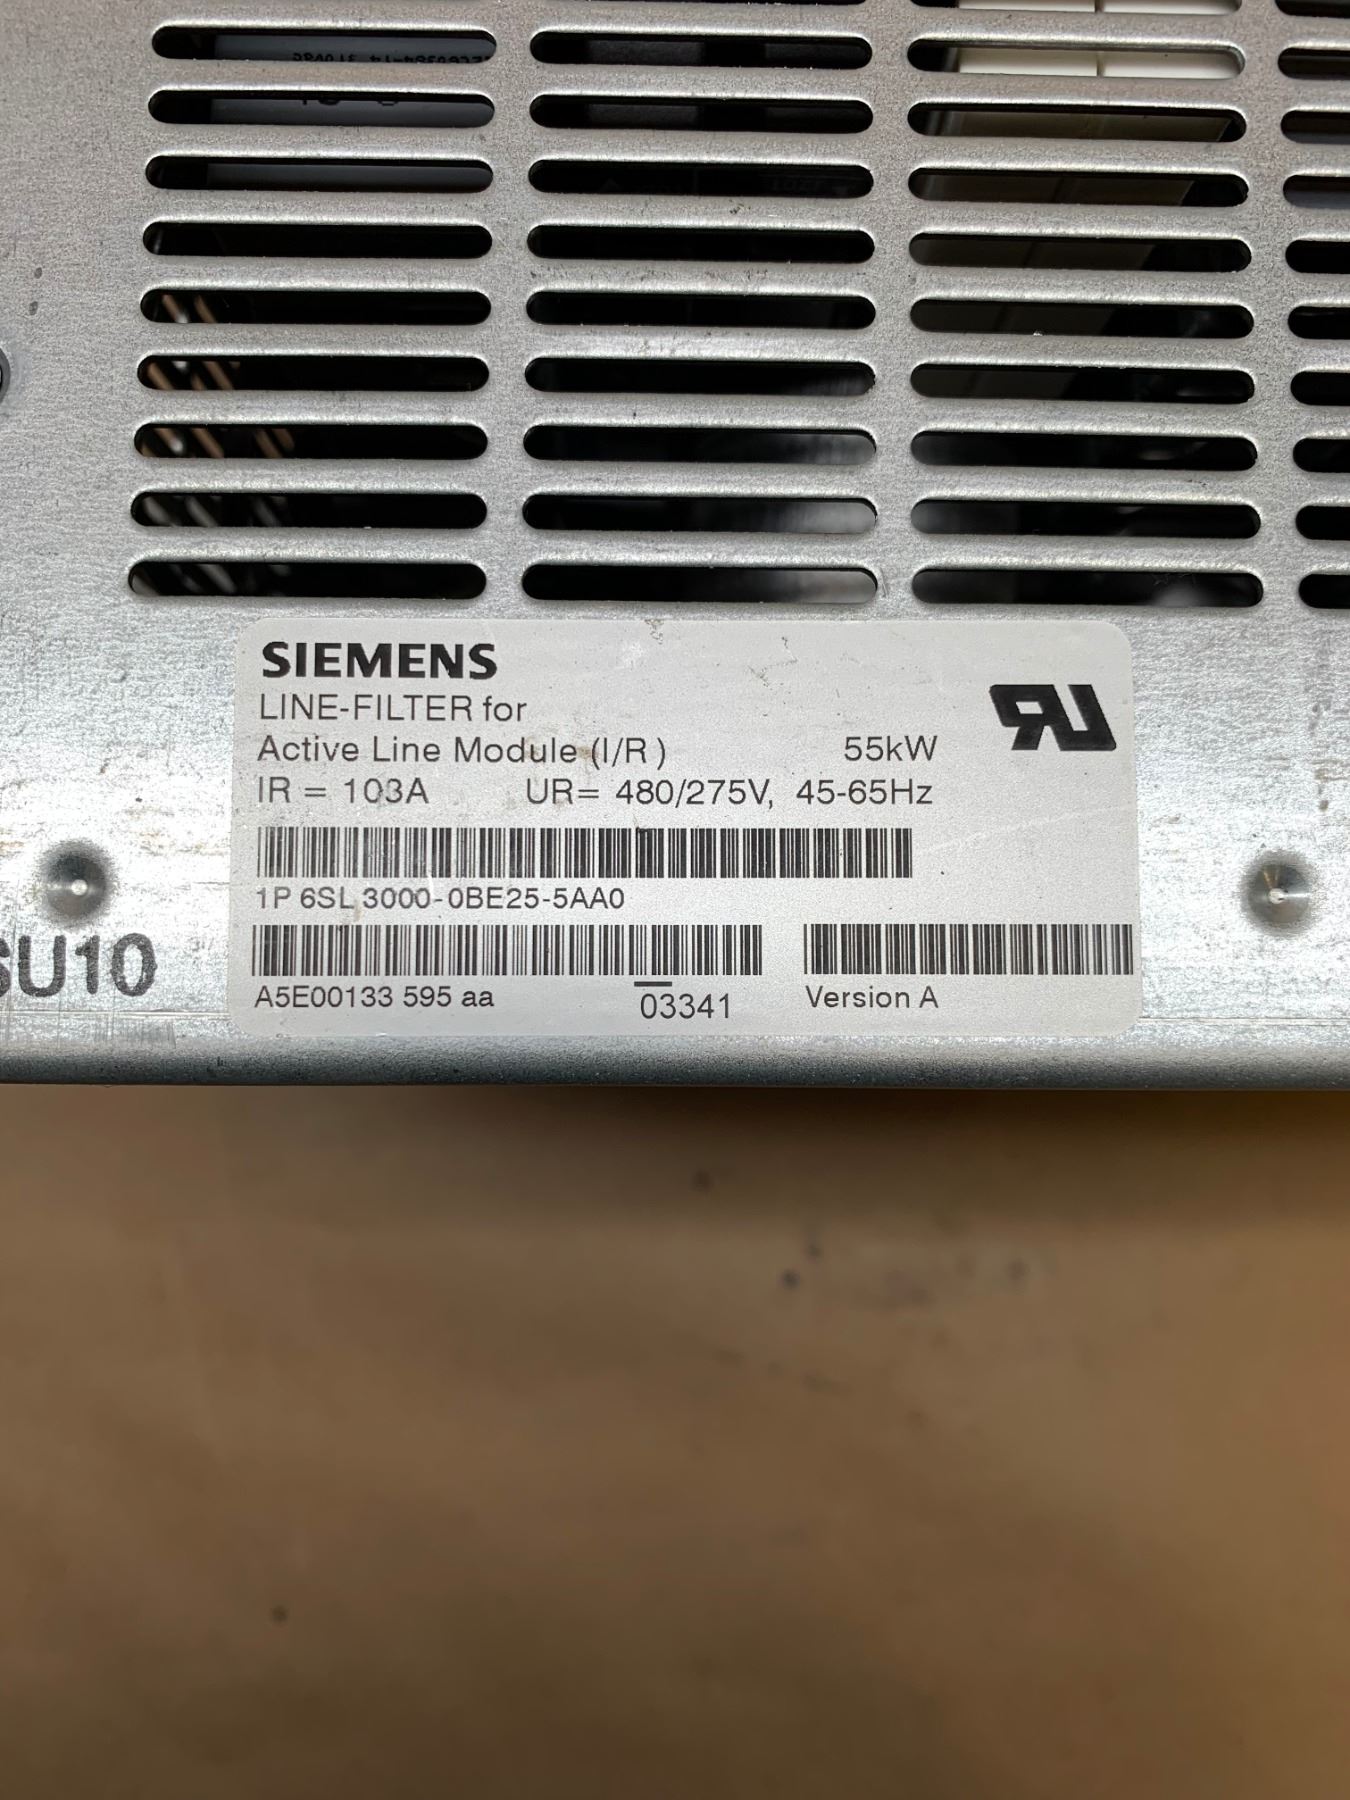 SIEMENS
LINE-FILTER for
Active Line Module (I/R) 55kW
IR = 103A UR= 480/275V, 45-65Hz
1P 6SL 3000-0BE25-5AA0
A5E00133 595 aa 03341 Version A
U10